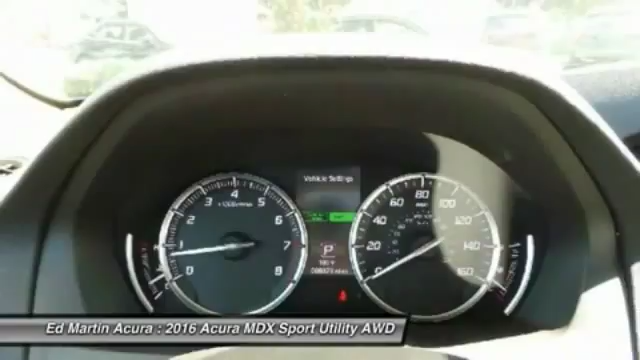 Vehicle Settings
1 2 3 4 5 6 7 8
x1000r/min
0 20 40 60 80 100 120 140 160
P
Ed Martin Acura : 2016 Acura MDX Sport Utility AWD